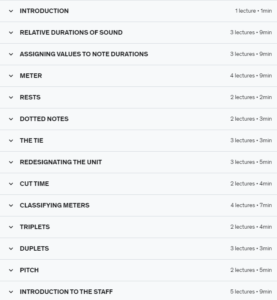 INTRODUCTION 1 lecture • 1min
RELATIVE DURATIONS OF SOUND 3 lectures • 9min
ASSIGNING VALUES TO NOTE DURATIONS 3 lectures • 9min
METER 4 lectures • 9min
RESTS 2 lectures • 2min
DOTTED NOTES 2 lectures • 3min
THE TIE 3 lectures • 3min
REDESIGNATING THE UNIT 3 lectures • 5min
CUT TIME 2 lectures • 4min
CLASSIFYING METERS 4 lectures • 7min
TRIPLETS 2 lectures • 4min
DUPLETS 3 lectures • 3min
PITCH 2 lectures • 5min
INTRODUCTION TO THE STAFF 5 lectures • 9min